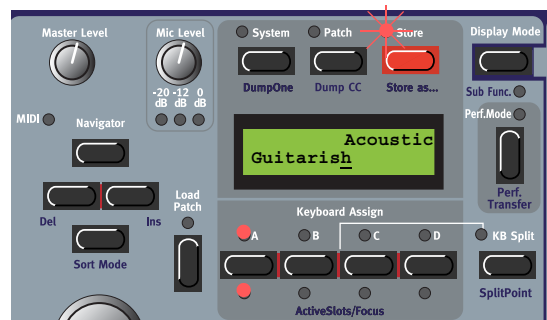 Master Level
Mic Level
System
Patch
Store
Display Mode
-20 -12 0
dB dB dB
DumpOne
Dump CC
Store as...
Sub Func.
MIDI
Navigator
Perf.Mode
Acoustic
Guitarish
Del
Ins
Load
Patch
Perf.
Transfer
Keyboard Assign
A
B
C
D
KB Split
Sort Mode
SplitPoint
ActiveSlots/Focus